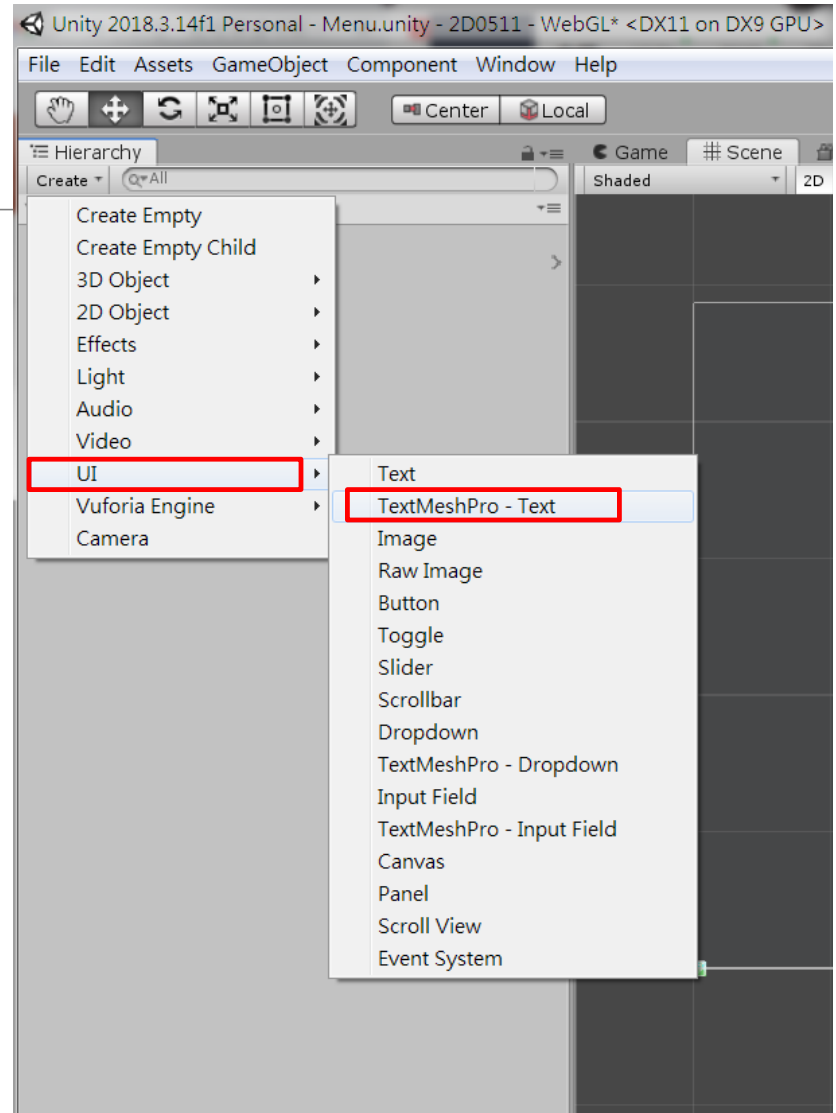 Unity 2018.3.14f1 Personal - Menu.unity - 2D0511 - WebGL* <DX11 on DX9 GPU>
File Edit Assets GameObject Component Window Help
Center Local
Hierarchy
Game Scene
Create All
Shaded 2D
Create Empty
Create Empty Child
3D Object
2D Object
Effects
Light
Audio
Video
UI
Vuforia Engine
Camera
Text
TextMeshPro - Text
Image
Raw Image
Button
Toggle
Slider
Scrollbar
Dropdown
TextMeshPro - Dropdown
Input Field
TextMeshPro - Input Field
Canvas
Panel
Scroll View
Event System